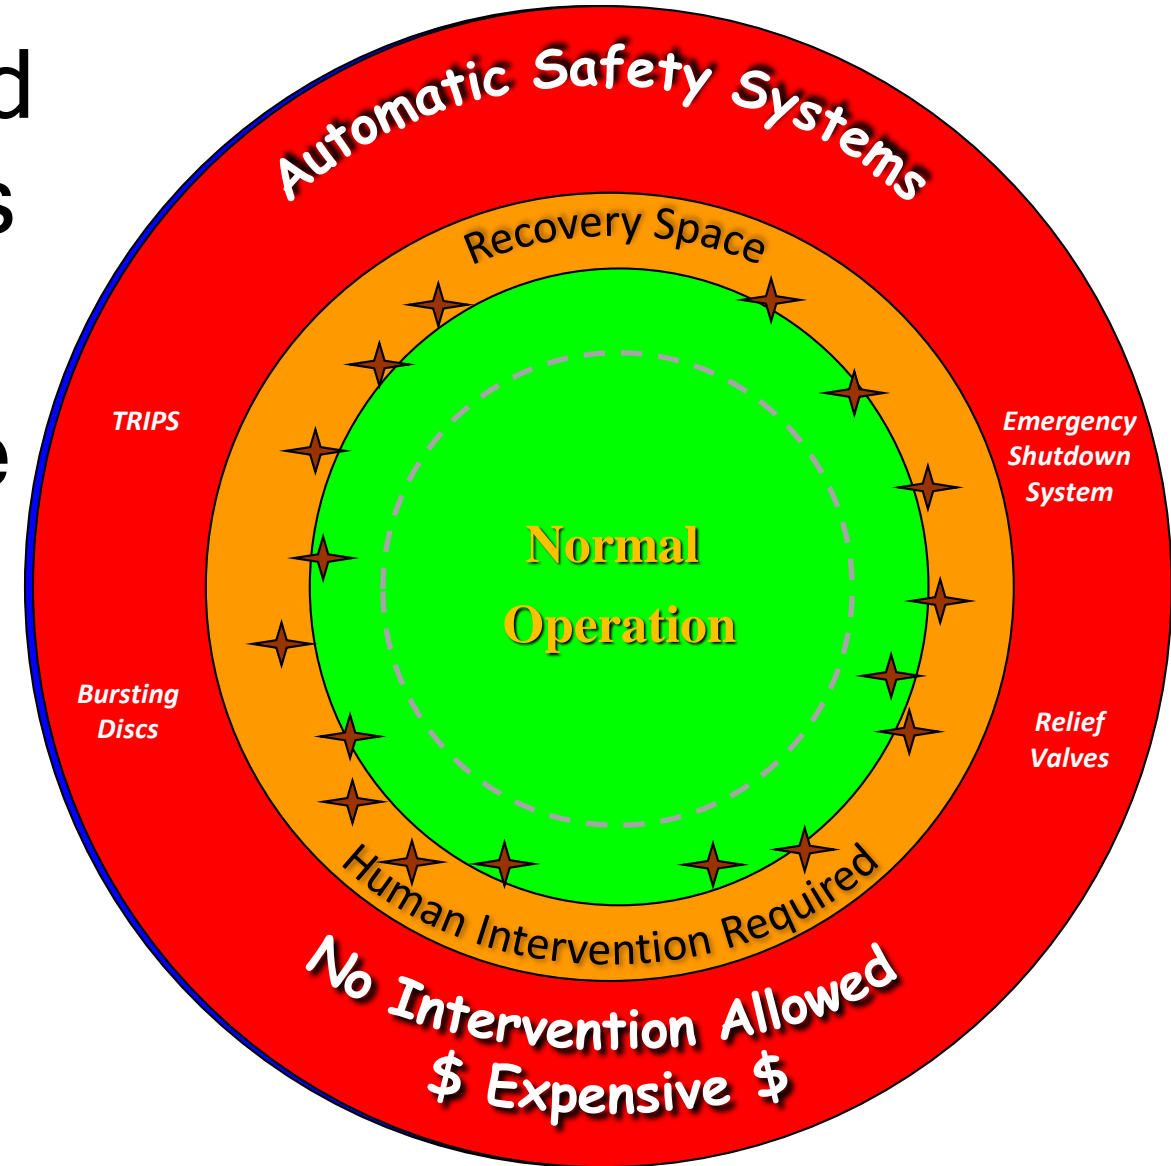 Automatic Safety Systems
Recovery Space
TRIPS
Emergency
Shutdown
System
Normal
Operation
Bursting
Discs
Relief
Valves
Human Intervention Required
No Intervention Allowed
$ Expensive $